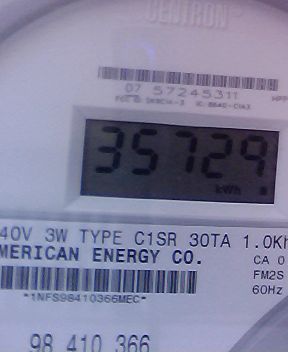 CENTRON
07 57245311
35729
kWh
40V 3W TYPE C1SR 30TA 1.0Kh
MERICAN ENERGY CO.
CA 0
FM2S
60Hz
*1NFS98410366MEC*
98 410 366